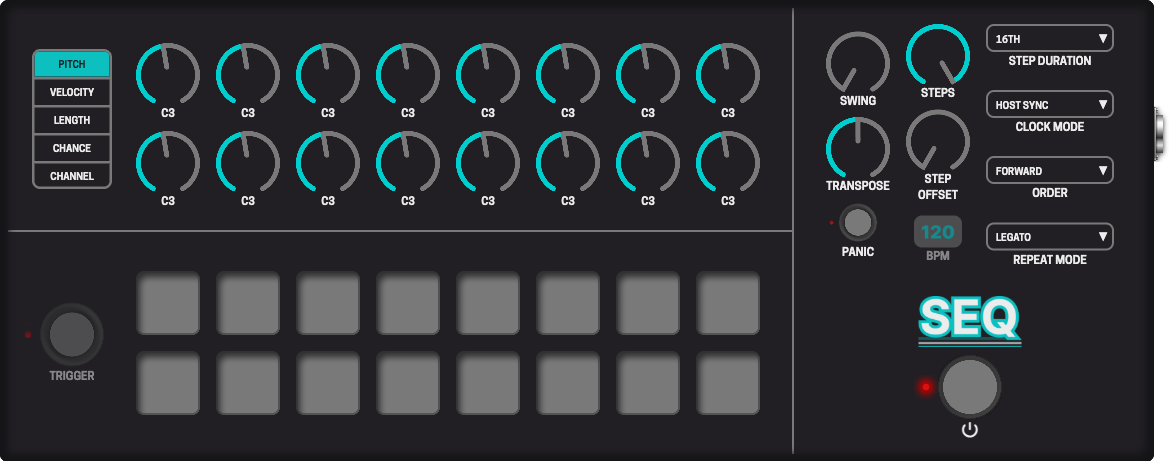 PITCH
VELOCITY
LENGTH
CHANCE
CHANNEL
C3 C3 C3 C3 C3 C3 C3 C3
C3 C3 C3 C3 C3 C3 C3 C3
TRIGGER
SWING
STEPS
TRANSPOSE
STEP
OFFSET
PANIC
120
BPM
16TH
STEP DURATION
HOST SYNC
CLOCK MODE
FORWARD
ORDER
LEGATO
REPEAT MODE
SEQ